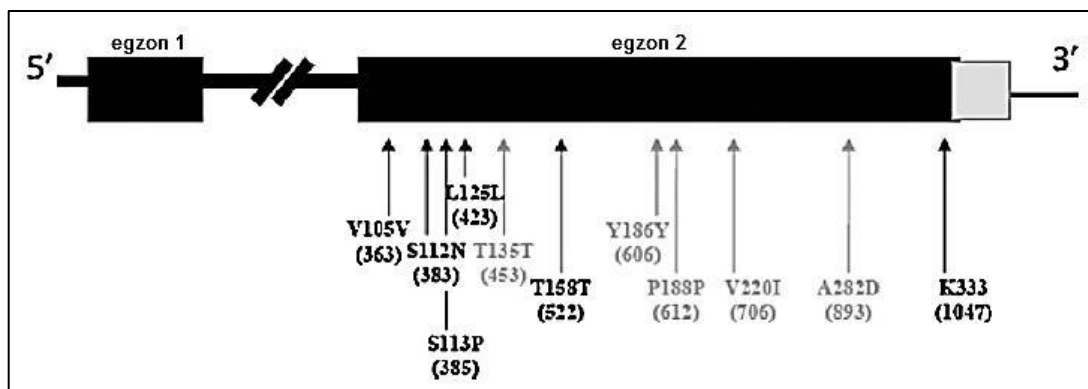 egzon 1
egzon 2
5′
3′
L125L
(423)
V105V
(363)
S112N
(383)
T135T
(453)
Y186Y
(606)
T158T
(522)
P188P
(612)
V220I
(706)
A282D
(893)
K333
(1047)
S113P
(385)